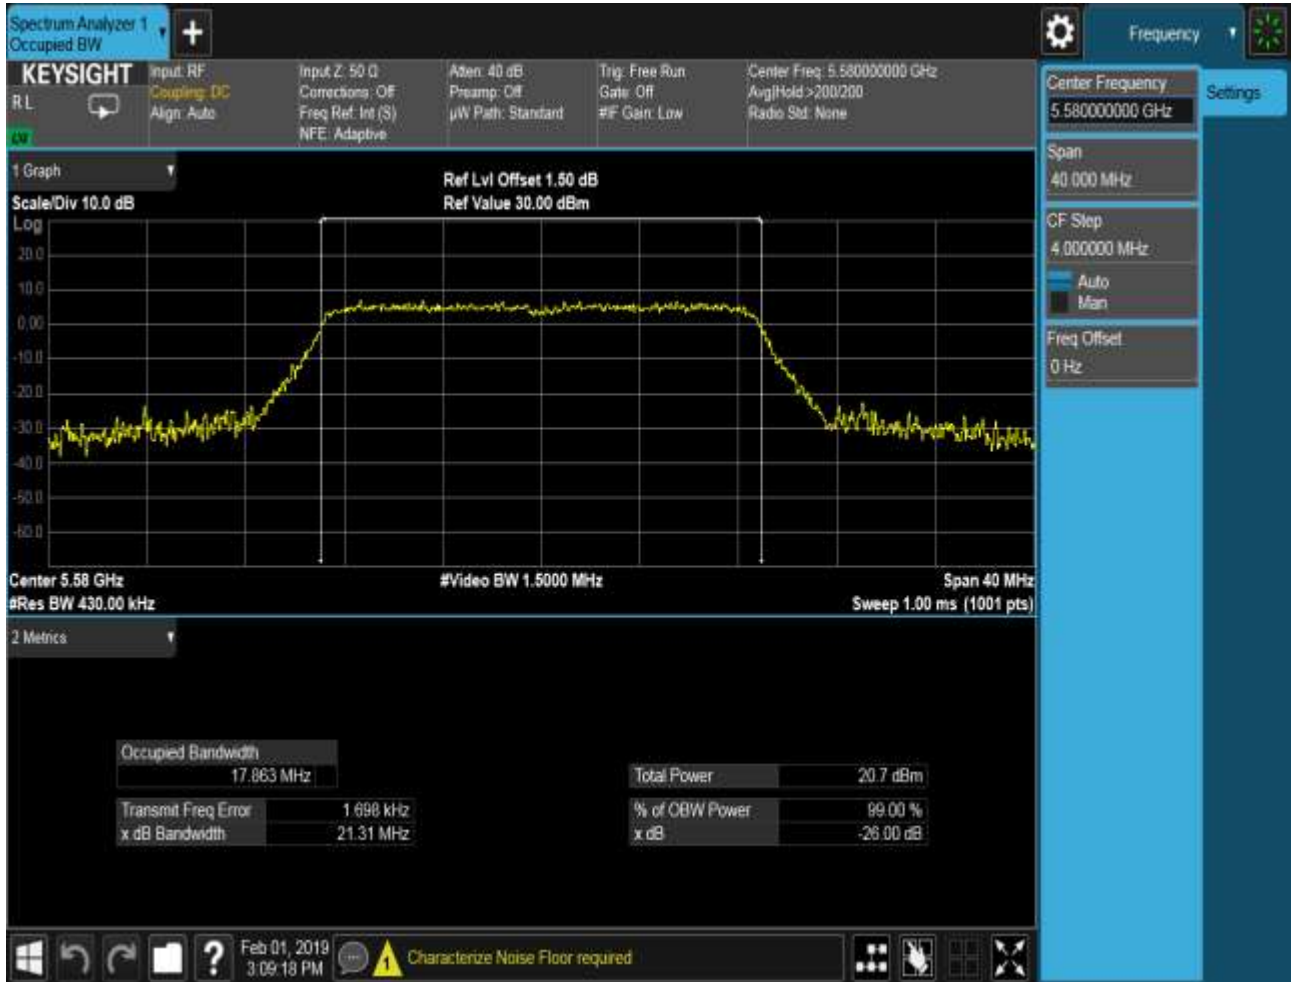 Spectrum Analyzer 1
Occupied BW
Frequency
KEYSIGHT
R L
Input: RF
Coupling: DC
Align: Auto
Input Z: 50 Ω
Corrections: Off
Freq Ref: Int (S)
NFE: Adaptive
Atten: 40 dB
Preamp: Off
µW Path: Standard
Trig: Free Run
Gate: Off
#IF Gain: Low
Center Freq: 5.580000000 GHz
Avg|Hold:>200/200
Radio Std: None
Center Frequency
5.580000000 GHz
Settings
Span
40.000 MHz
CF Step
4.000000 MHz
Auto
Man
Freq Offset
0 Hz
1 Graph
Scale/Div 10.0 dB
Ref Lvl Offset 1.50 dB
Ref Value 30.00 dBm
Log
20.0
10.0
0.00
-10.0
-20.0
-30.0
-40.0
-50.0
-60.0
Center 5.58 GHz
#Video BW 1.5000 MHz
Span 40 MHz
#Res BW 430.00 kHz
Sweep 1.00 ms (1001 pts)
2 Metrics
Occupied Bandwidth
17.863 MHz
Total Power 20.7 dBm
Transmit Freq Error 1.698 kHz
% of OBW Power 99.00 %
x dB Bandwidth 21.31 MHz
x dB -26.00 dB
Feb 01, 2019
3:09:18 PM
1
Characterize Noise Floor required